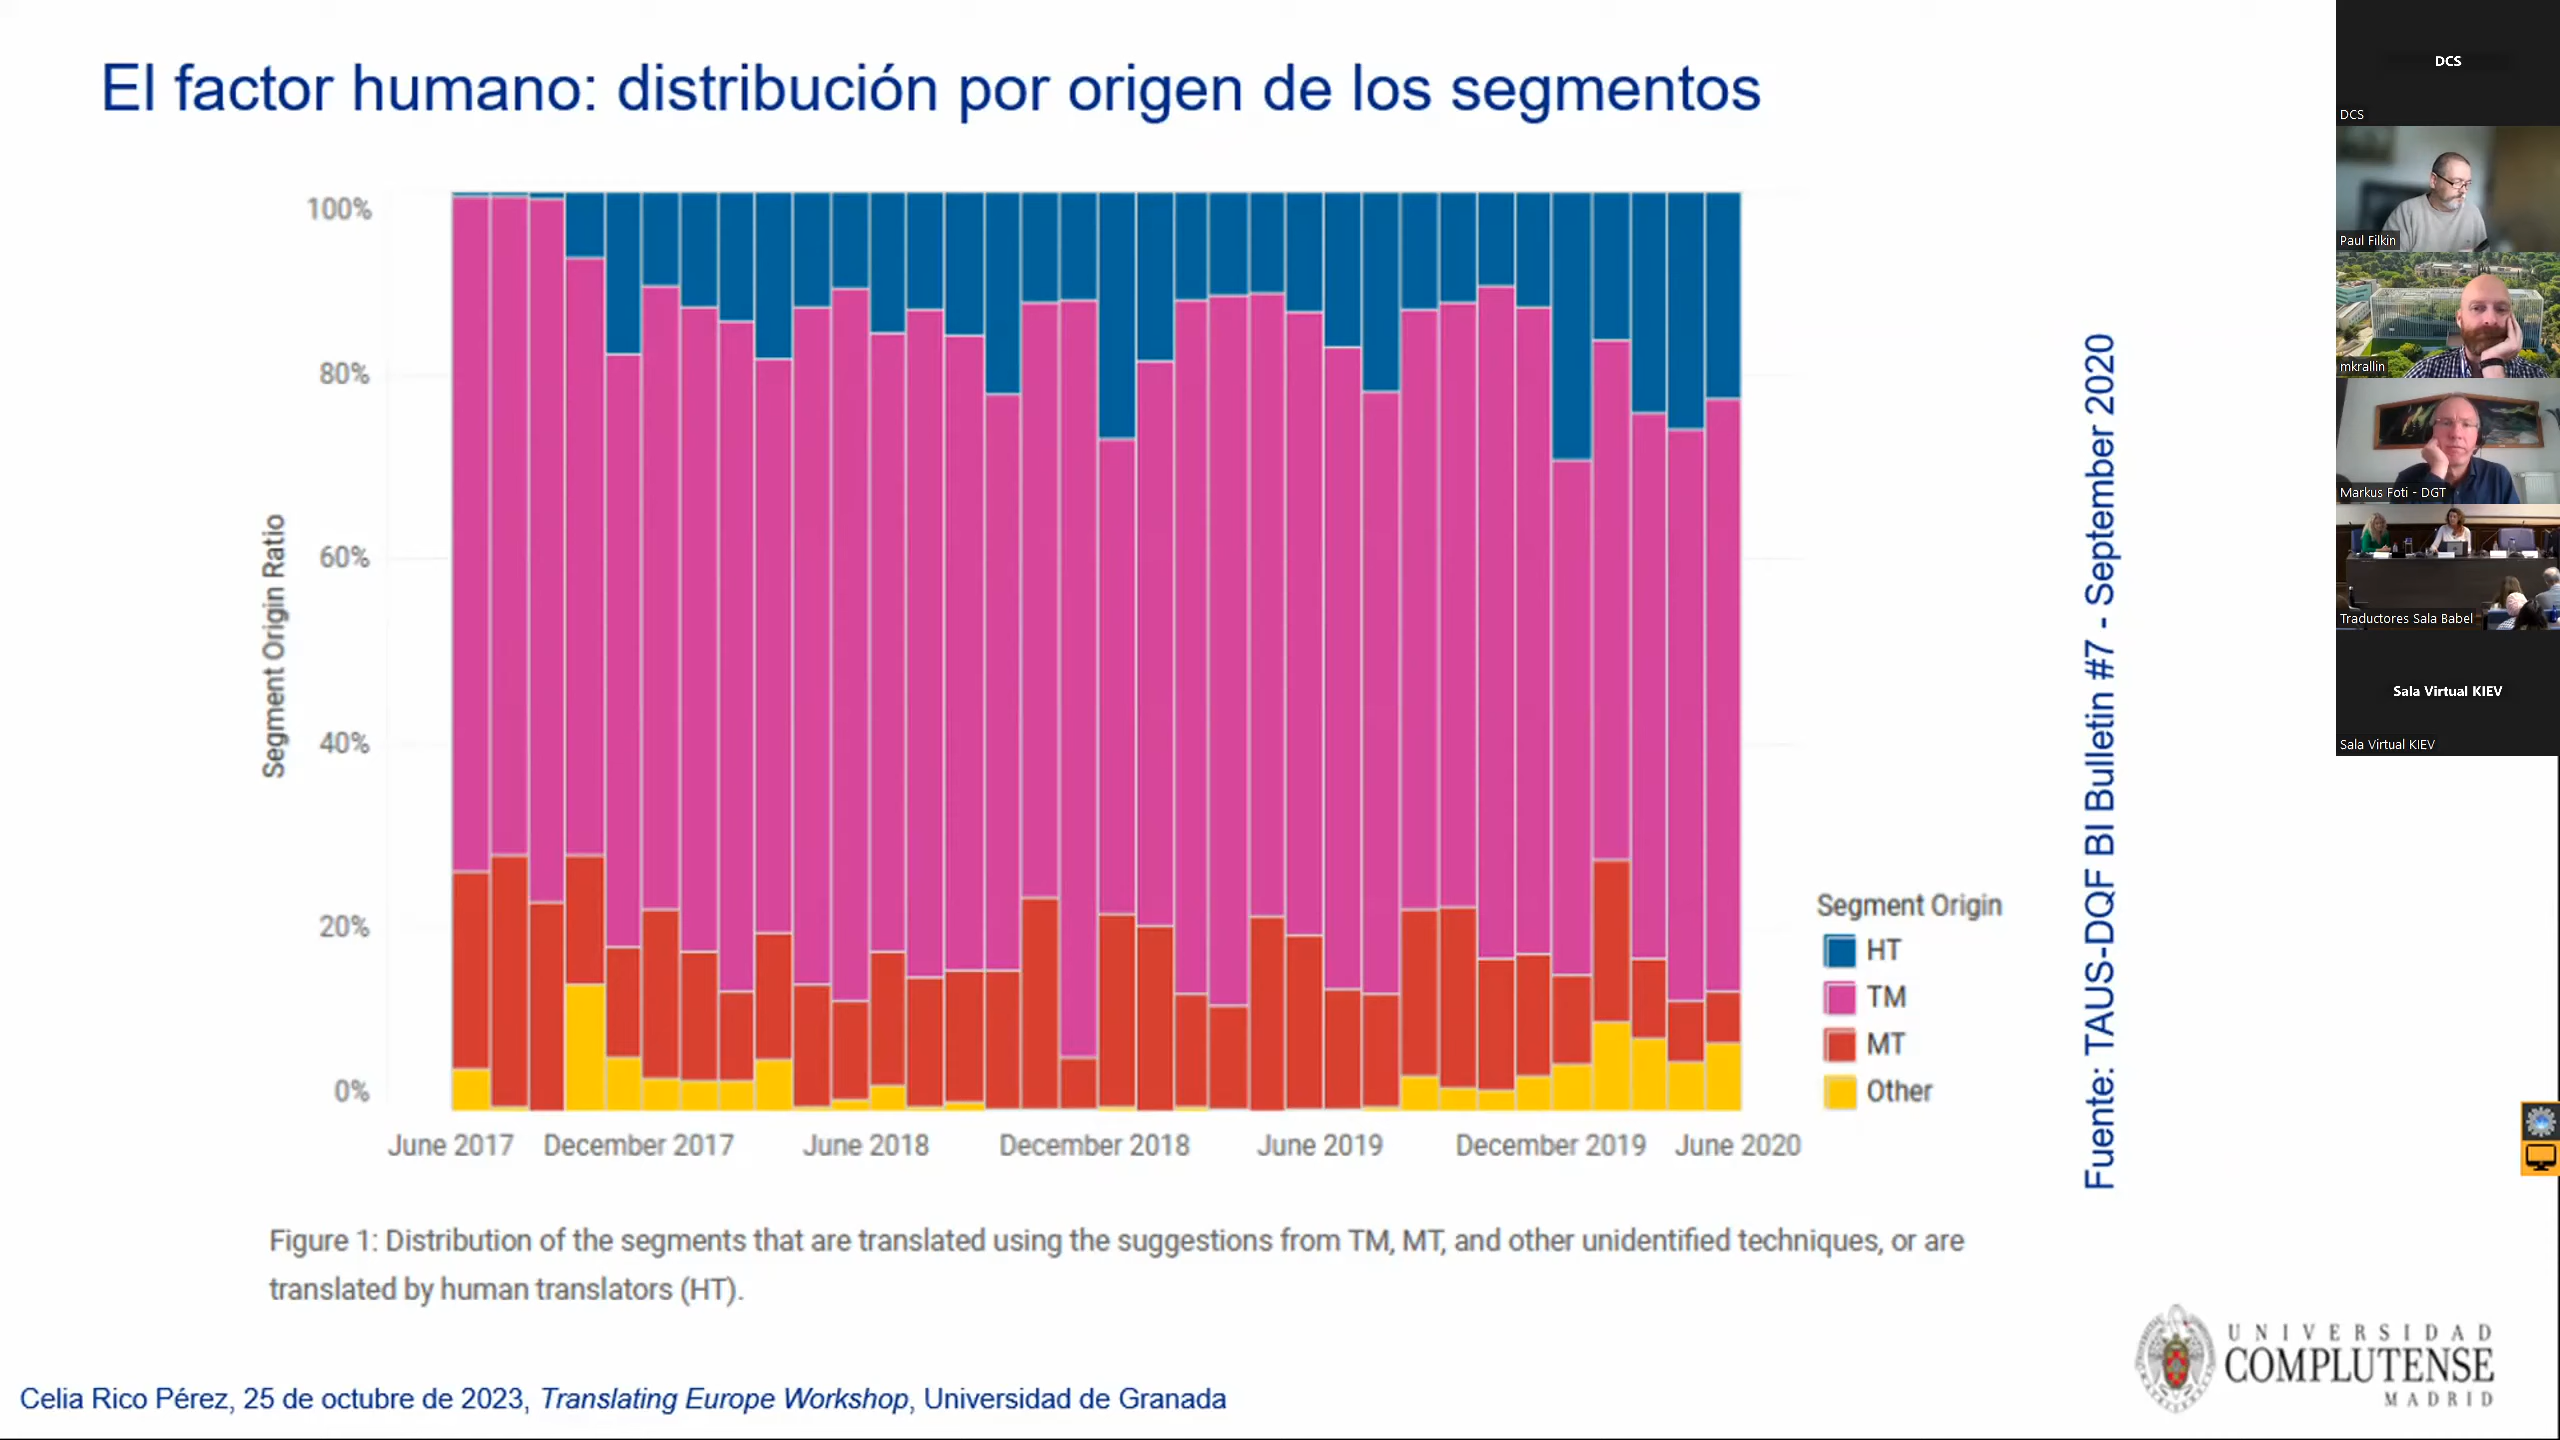 El factor humano: distribución por origen de los segmentos
100%
80%
60%
40%
20%
0%
Segment Origin Ratio
June 2017
December 2017
June 2018
December 2018
June 2019
December 2019
June 2020
Segment Origin
HT
TM
MT
Other
Fuente: TAUS-DQF BI Bulletin #7 - September 2020
Figure 1: Distribution of the segments that are translated using the suggestions from TM, MT, and other unidentified techniques, or are
translated by human translators (HT).
Celia Rico Pérez, 25 de octubre de 2023, Translating Europe Workshop, Universidad de Granada
UNIVERSIDAD
COMPLUTENSE
MADRID
DCS
DCS
Paul Filkin
mkrallin
Markus Foti - DGT
Traductores Sala Babel
Sala Virtual KIEV
Sala Virtual KIEV